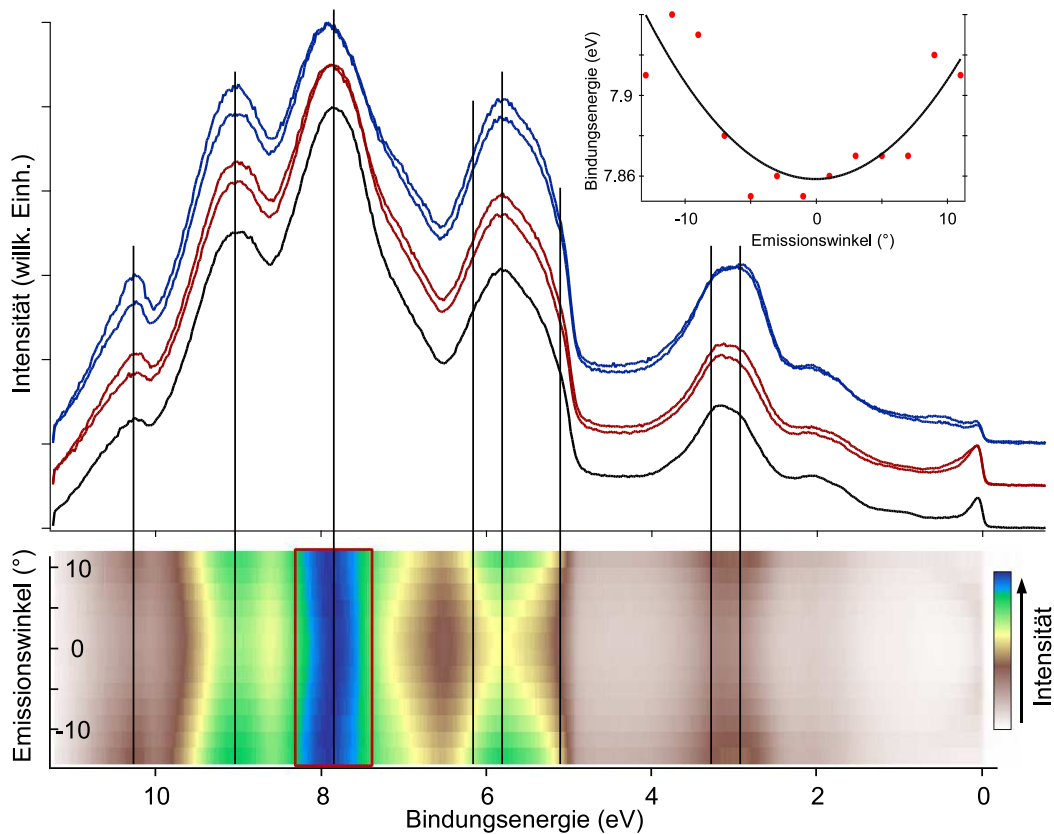 Intensität (willk. Einh.)
Bindungsenergie (eV)
7.9
7.86
-10
0
10
Emissionswinkel (°)
Emissionswinkel (°)
10
0
-10
Intensität
10
8
6
4
2
0
Bindungsenergie (eV)